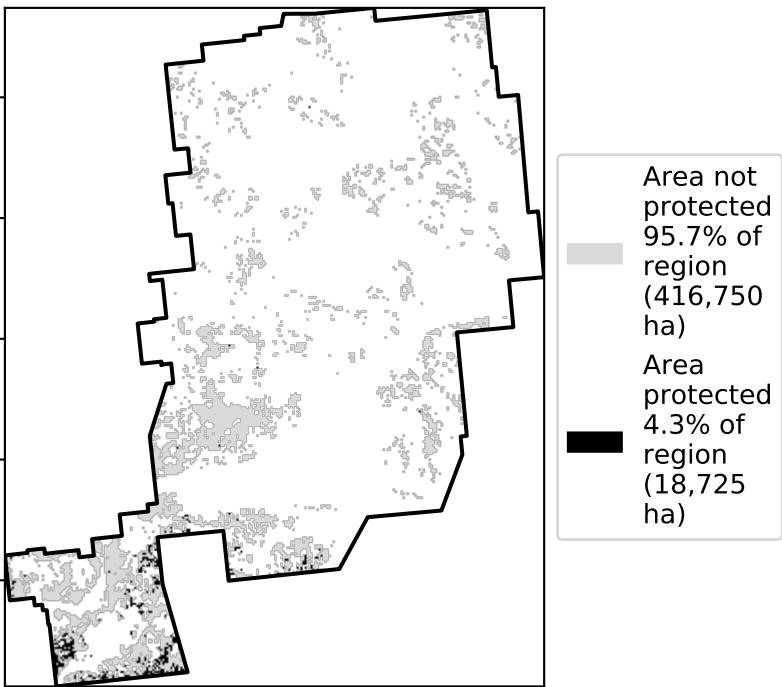 Area not
protected
95.7% of
region
(416,750
ha)
Area
protected
4.3% of
region
(18,725
ha)